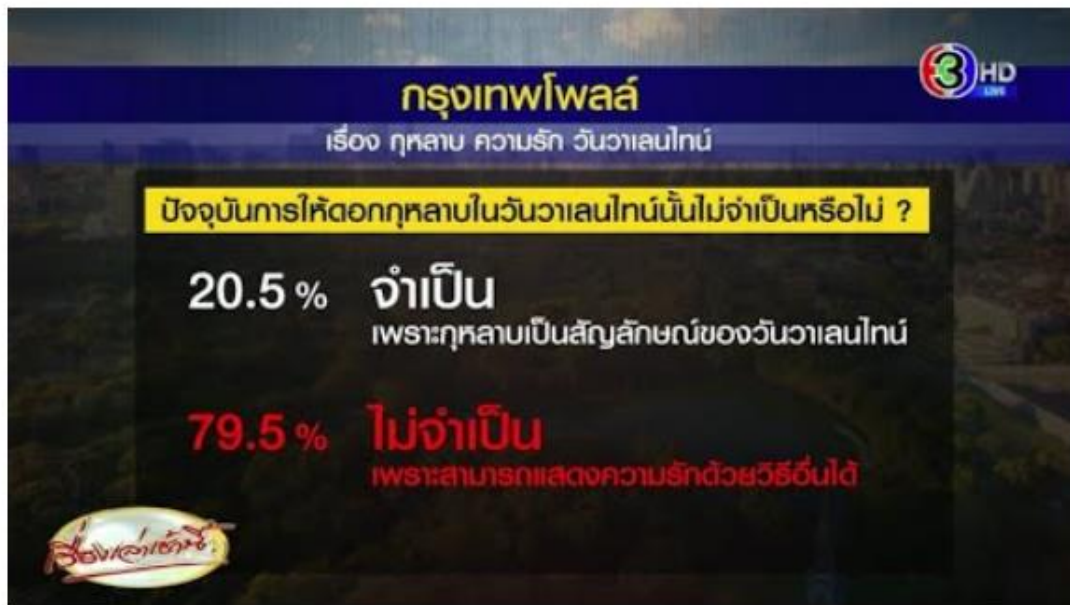 กรุงเทพโพลล์
3 HD
LIVE
เรื่อง กุหลาบ ความรัก วันวาเลนไทน์
ปัจจุบันการให้ดอกกุหลาบในวันวาเลนไทน์นั้นไม่จำเป็นหรือไม่ ?
20.5 % จำเป็น
เพราะกุหลาบเป็นสัญลักษณ์ของวันวาเลนไทน์
79.5 % ไม่จำเป็น
เพราะสามารถแสดงความรักด้วยวิธีอื่นได้
เรื่องเล่าเช้านี้